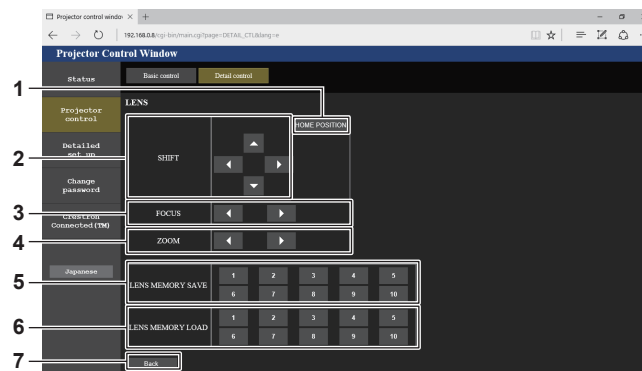 Projector control windov × +
192.168.0.8/cgi-bin/main.cgi?page=DETAIL_CTL&lang=e
Projector Control Window
Status
Basic control
Detail control
1
LENS
Projector
control
HOME POSITION
Detailed
set up
2
SHIFT
Change
password
3
FOCUS
Crestron
Connected(TM)
4
ZOOM
Japanese
5
LENS MEMORY SAVE
1 2 3 4 5
6 7 8 9 10
6
LENS MEMORY LOAD
1 2 3 4 5
6 7 8 9 10
7
Back